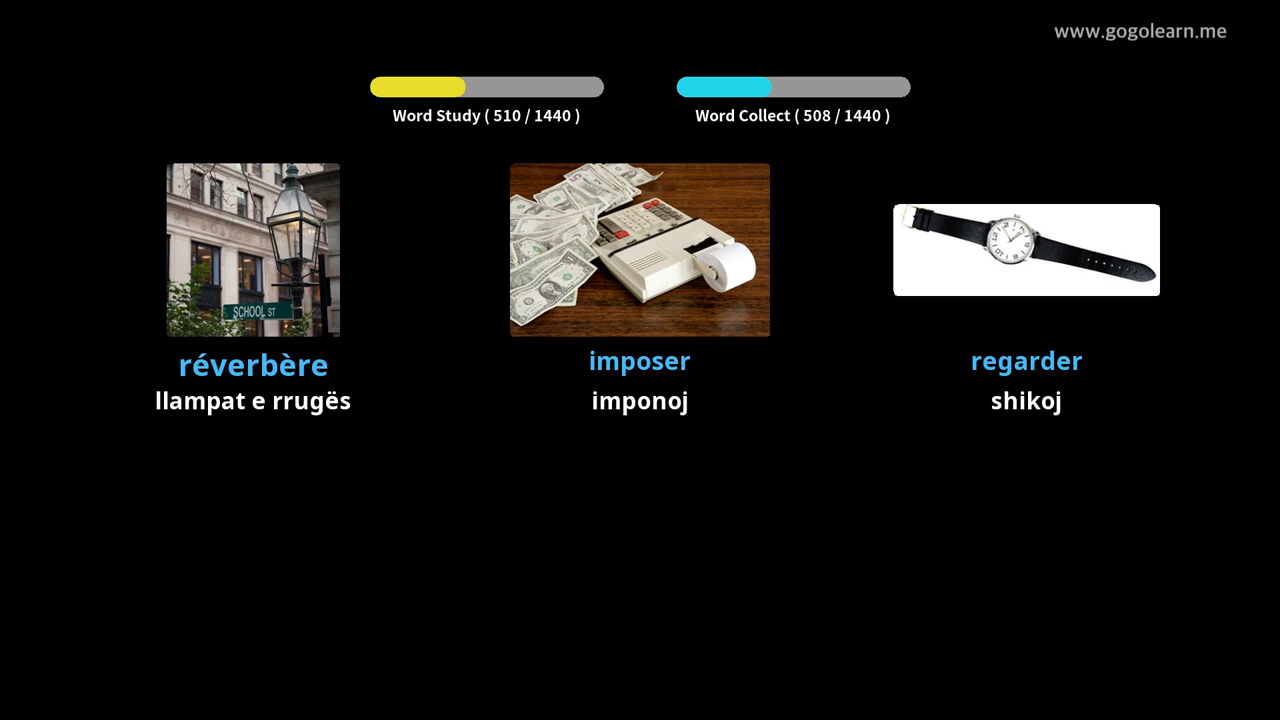 www.gogolearn.me
Word Study ( 510 / 1440 )
Word Collect ( 508 / 1440 )
SCHOOL ST
réverbère
imposer
regarder
llampat e rrugës
imponoj
shikoj